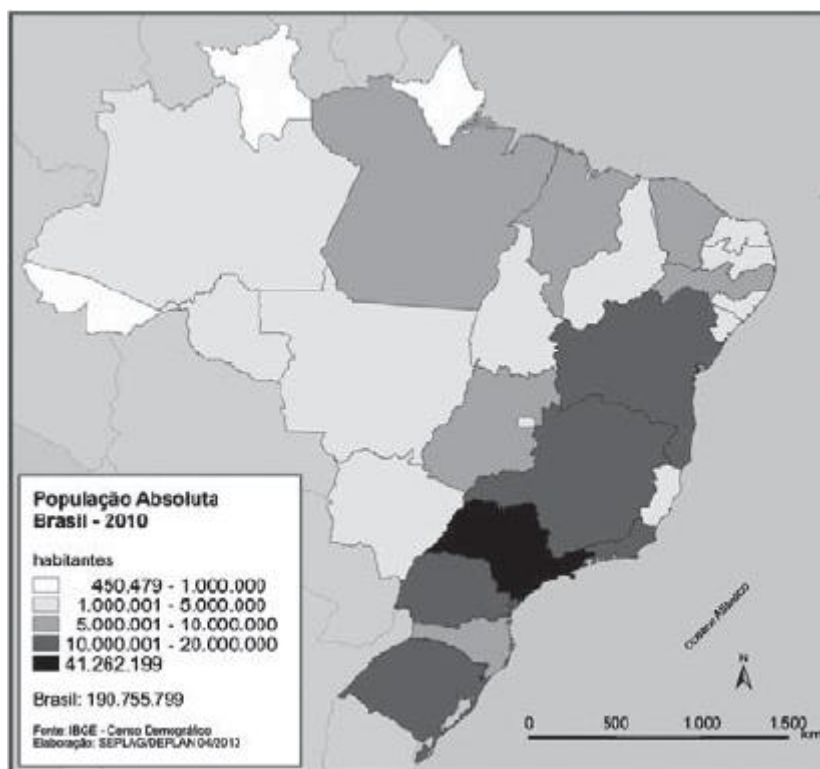 População Absoluta
Brasil - 2010
habitantes
450.479 - 1.000.000
1.000.001 - 5.000.000
5.000.001 - 10.000.000
10.000.001 - 20.000.000
41.262.199
Brasil: 190.755.799
Fonte: IBGE - Censo Demográfico
Elaboração: SEPLAG/DEPLAN 04/2013
Oceano Atlântico
N
0 500 1.000 1.500
km